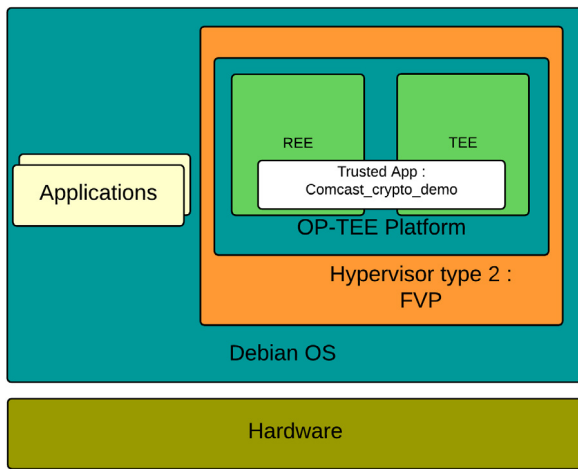 REE
TEE
Trusted App :
Comcast_crypto_demo
Applications
OP-TEE Platform
Hypervisor type 2 :
FVP
Debian OS
Hardware